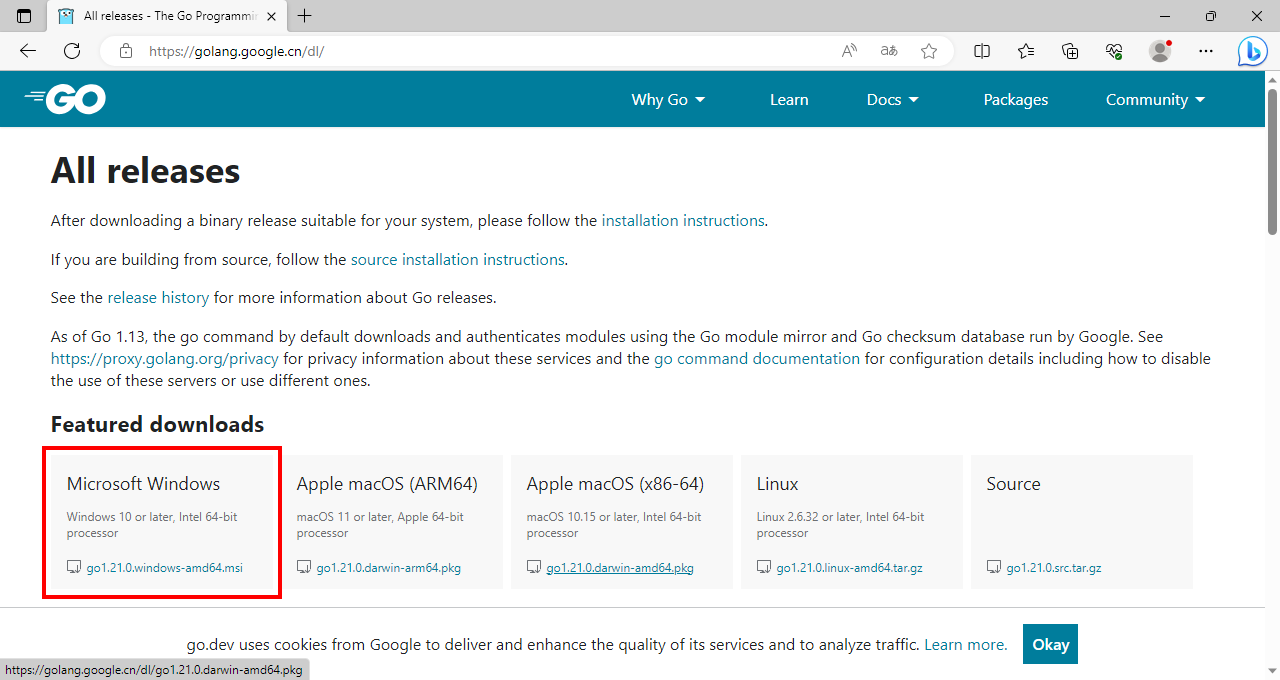 All releases - The Go Programmin
https://golang.google.cn/dl/
GO
Why Go
Learn
Docs
Packages
Community
All releases
After downloading a binary release suitable for your system, please follow the installation instructions.
If you are building from source, follow the source installation instructions.
See the release history for more information about Go releases.
As of Go 1.13, the go command by default downloads and authenticates modules using the Go module mirror and Go checksum database run by Google. See
https://proxy.golang.org/privacy for privacy information about these services and the go command documentation for configuration details including how to disable
the use of these servers or use different ones.
Featured downloads
Microsoft Windows
Windows 10 or later, Intel 64-bit
processor
go1.21.0.windows-amd64.msi
Apple macOS (ARM64)
macOS 11 or later, Apple 64-bit
processor
go1.21.0.darwin-arm64.pkg
Apple macOS (x86-64)
macOS 10.15 or later, Intel 64-bit
processor
go1.21.0.darwin-amd64.pkg
Linux
Linux 2.6.32 or later, Intel 64-bit
processor
go1.21.0.linux-amd64.tar.gz
Source
go1.21.0.src.tar.gz
go.dev uses cookies from Google to deliver and enhance the quality of its services and to analyze traffic. Learn more.
Okay
https://golang.google.cn/dl/go1.21.0.darwin-amd64.pkg